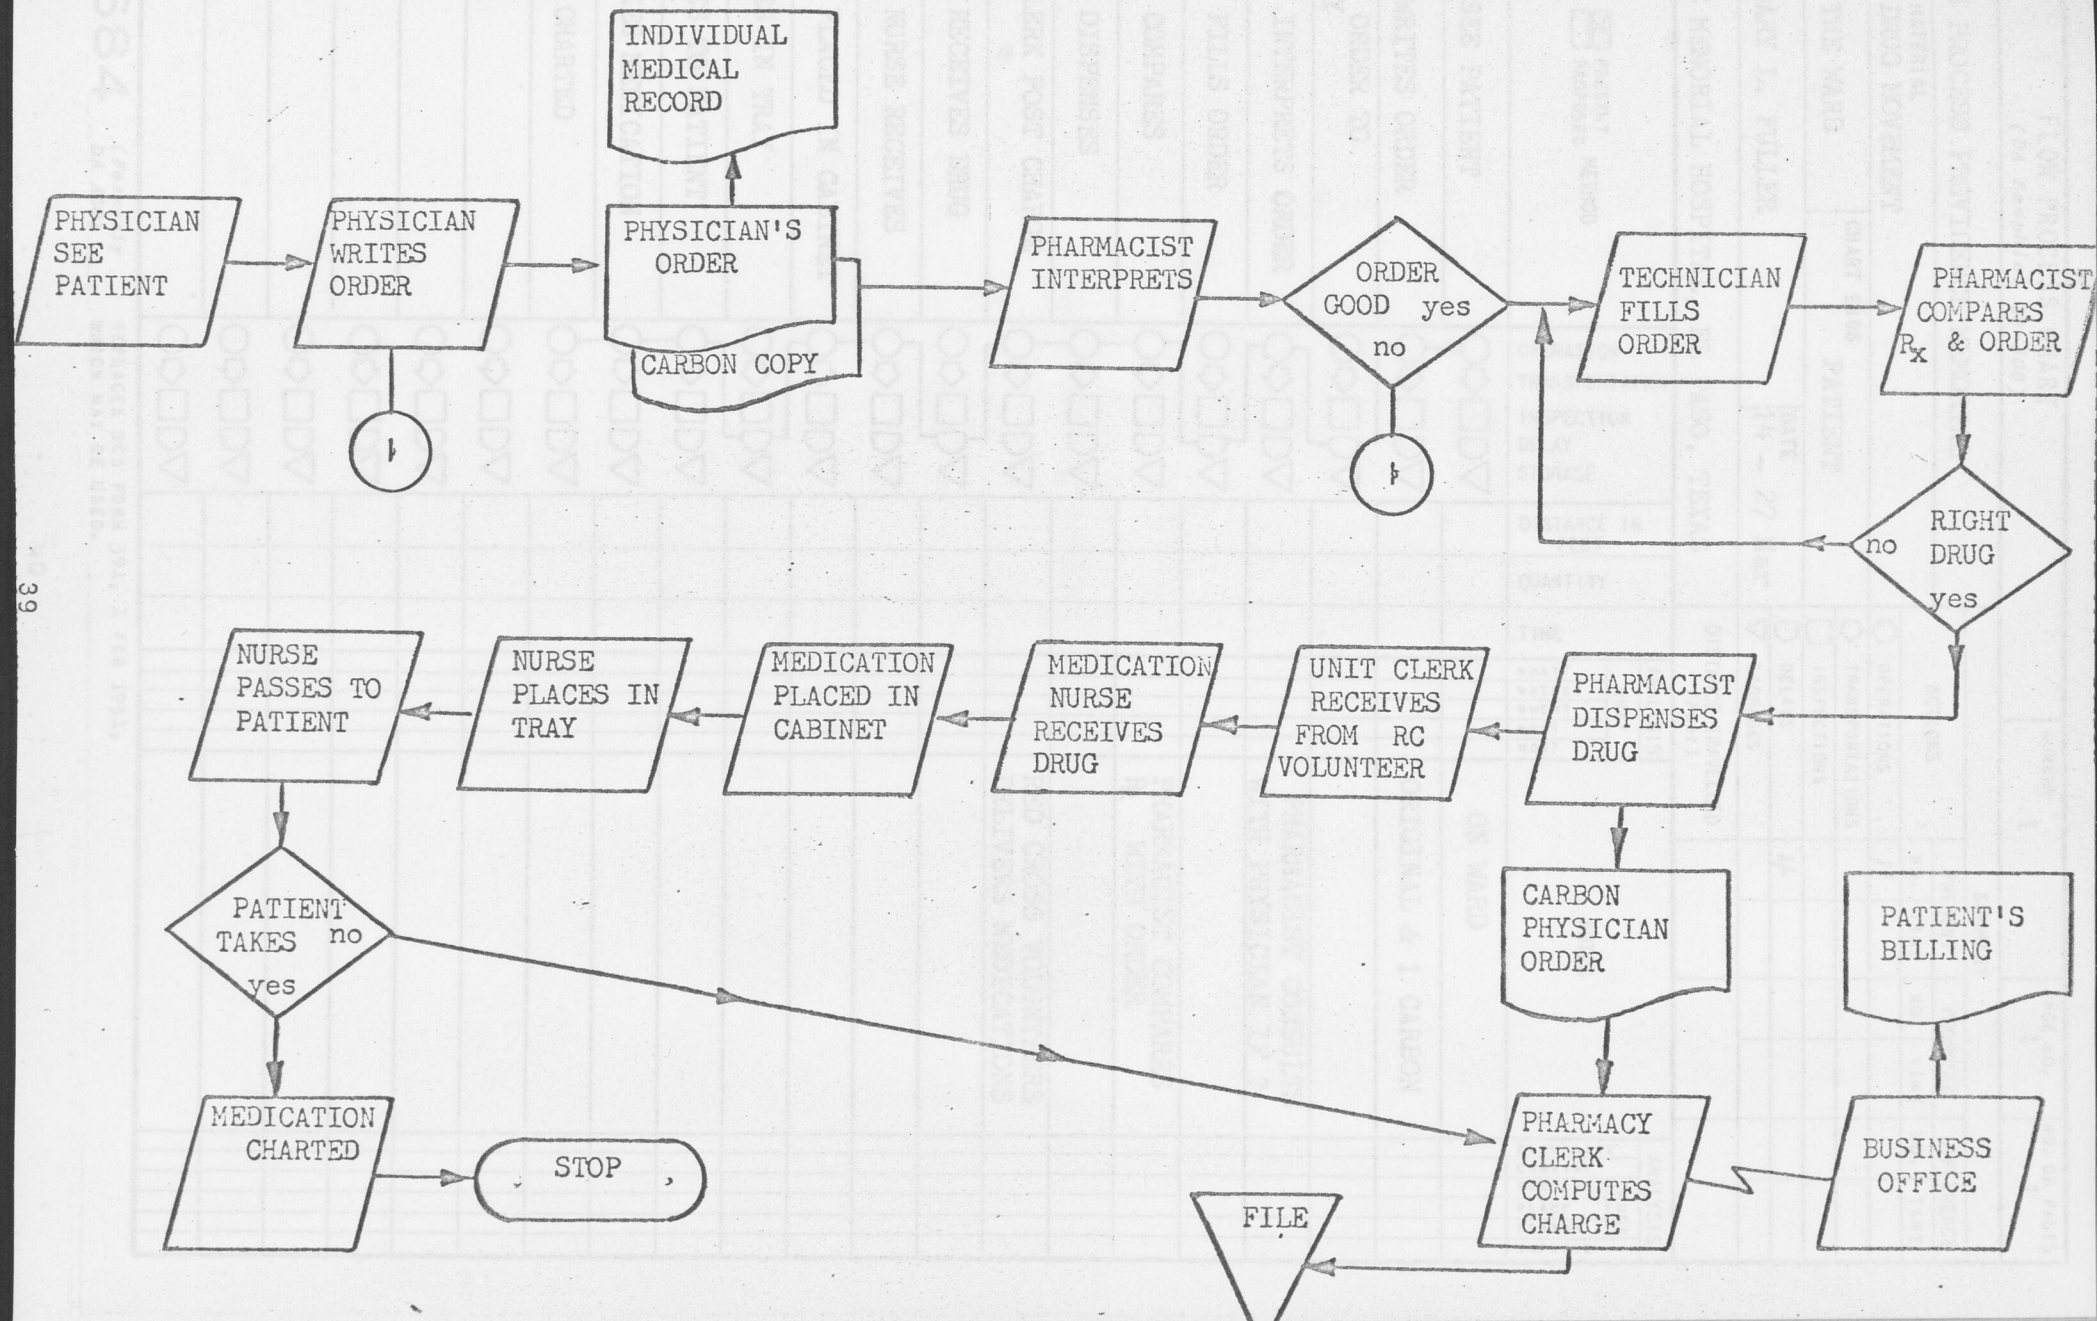 INDIVIDUAL
MEDICAL
RECORD
PHYSICIAN
SEE
PATIENT
PHYSICIAN
WRITES
ORDER
PHYSICIAN'S
ORDER
CARBON COPY
PHARMACIST
INTERPRETS
ORDER
GOOD yes
no
TECHNICIAN
FILLS
ORDER
PHARMACIST
COMPARES
Rx & ORDER
1
1
RIGHT
no DRUG
yes
39
NURSE
PASSES TO
PATIENT
NURSE
PLACES IN
TRAY
MEDICATION
PLACED IN
CABINET
MEDICATION
NURSE
RECEIVES
DRUG
UNIT CLERK
RECEIVES
FROM RC
VOLUNTEER
PHARMACIST
DISPENSES
DRUG
PATIENT
TAKES no
yes
CARBON
PHYSICIAN
ORDER
PATIENT'S
BILLING
MEDICATION
CHARTED
STOP
FILE
PHARMACY
CLERK
COMPUTES
CHARGE
BUSINESS
OFFICE